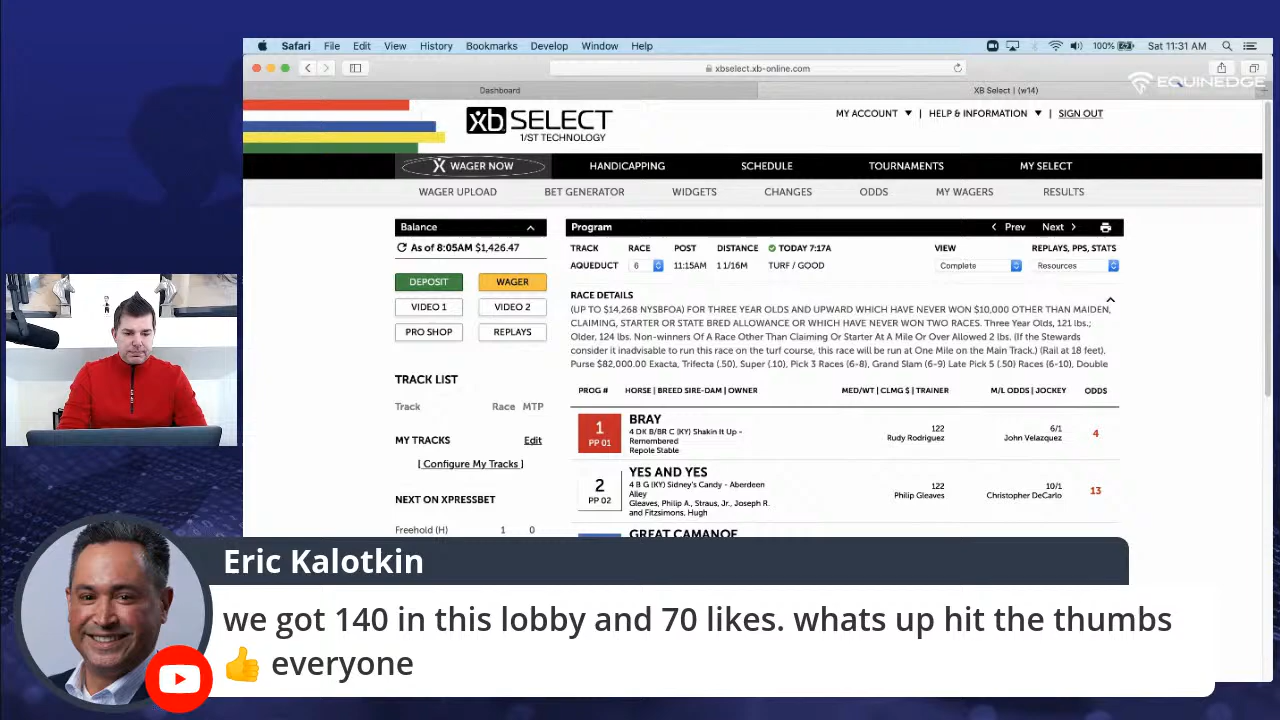 Safari File Edit View History Bookmarks Develop Window Help
100% Sat 11:31 AM
xbselect.xb-online.com
EQUINEDGE
Dashboard
XB Select | (w14)
xb SELECT
1/ST TECHNOLOGY
MY ACCOUNT ▼ | HELP & INFORMATION ▼ | SIGN OUT
X WAGER NOW HANDICAPPING SCHEDULE TOURNAMENTS MY SELECT
WAGER UPLOAD BET GENERATOR WIDGETS CHANGES ODDS MY WAGERS RESULTS
Balance
As of 8:05AM $1,426.47
DEPOSIT WAGER
VIDEO 1 VIDEO 2
PRO SHOP REPLAYS
TRACK LIST
Track Race MTP
MY TRACKS Edit
[ Configure My Tracks ]
NEXT ON XPRESSBET
Freehold (H) 1 0
Program
Prev Next
TRACK RACE POST DISTANCE TODAY 7:17A VIEW REPLAYS, PPS, STATS
AQUEDUCT 6 11:15AM 1 1/16M TURF / GOOD Complete Resources
RACE DETAILS
(UP TO $14,268 NYSBFOA) FOR THREE YEAR OLDS AND UPWARD WHICH HAVE NEVER WON $10,000 OTHER THAN MAIDEN,
CLAIMING, STARTER OR STATE BRED ALLOWANCE OR WHICH HAVE NEVER WON TWO RACES. Three Year Olds, 121 lbs.;
Older, 124 lbs. Non-winners Of A Race Other Than Claiming Or Starter At A Mile Or Over Allowed 2 lbs. (If the Stewards
consider it inadvisable to run this race on the turf course, this race will be run at One Mile on the Main Track.) (Rail at 18 feet).
Purse $82,000.00 Exacta, Trifecta (.50), Super (.10), Pick 3 Races (6-8), Grand Slam (6-9) Late Pick 5 (.50) Races (6-10), Double
PROG # HORSE | BREED SIRE-DAM | OWNER MED/WT | CLMG $ | TRAINER M/L ODDS | JOCKEY ODDS
1
PP 01
BRAY
4 DK B/BR C (KY) Shakin It Up -
Remembered
Repole Stable
122
Rudy Rodriguez
6/1
John Velazquez
4
2
PP 02
YES AND YES
4 B G (KY) Sidney's Candy - Aberdeen
Alley
Gleaves, Philip A., Straus, Jr., Joseph R.
and Fitzsimons, Hugh
122
Philip Gleaves
10/1
Christopher DeCarlo
13
GREAT CAMANOE
Eric Kalotkin
we got 140 in this lobby and 70 likes. whats up hit the thumbs
👍 everyone